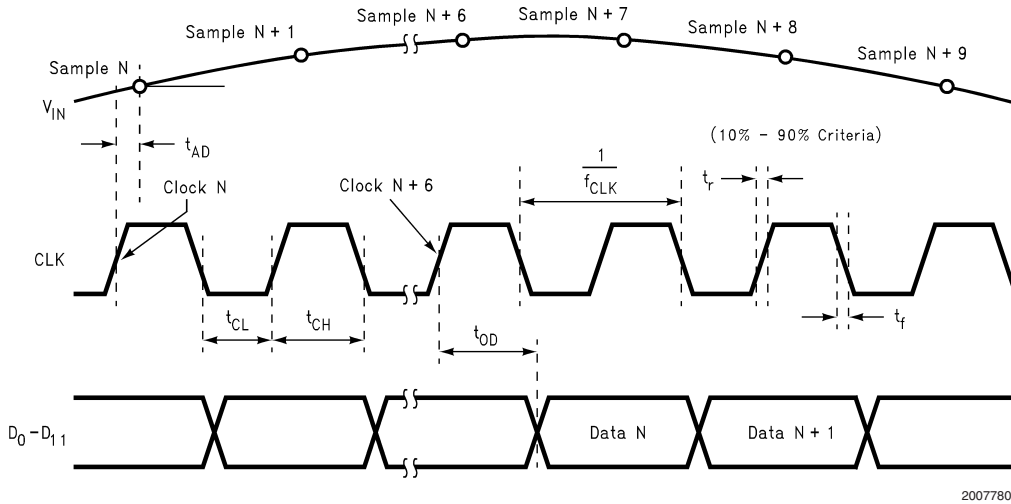 Sample N + 6
Sample N + 7
Sample N + 1
Sample N + 8
Sample N
Sample N + 9
V_IN
t_AD
(10% - 90% Criteria)
1
f_CLK
t_r
Clock N
Clock N + 6
CLK
t_CL
t_CH
t_OD
t_f
D_0-D_11
Data N
Data N + 1
2007780